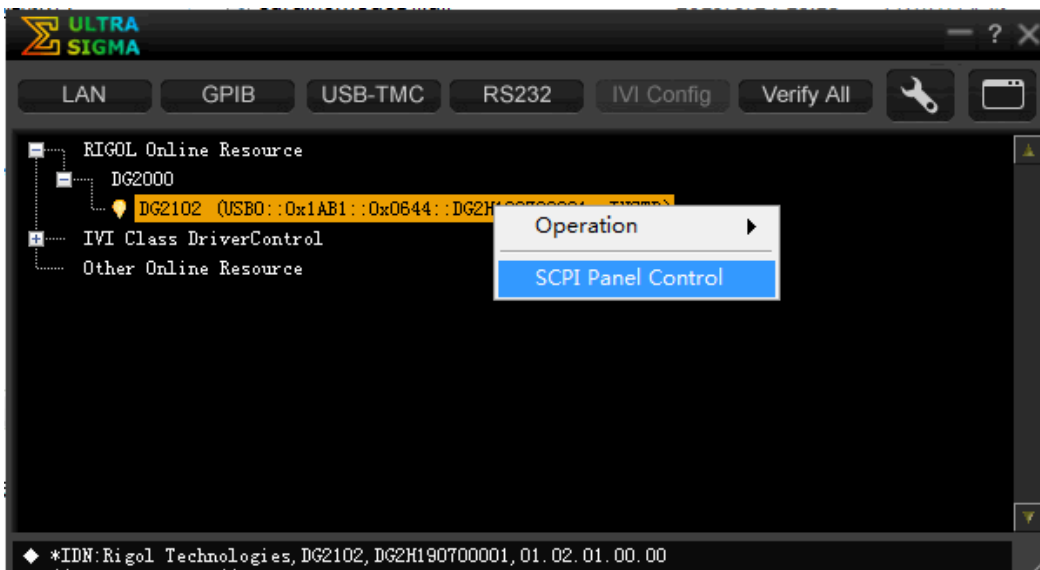 ULTRA
SIGMA
?
LAN GPIB USB-TMC RS232 IVI Config Verify All
RIGOL Online Resource
DG2000
DG2102 (USB0::0x1AB1::0x0644::
Operation
IVI Class DriverControl
SCPI Panel Control
Other Online Resource
*IDN:Rigol Technologies,DG2102,DG2H190700001,01.02.01.00.00